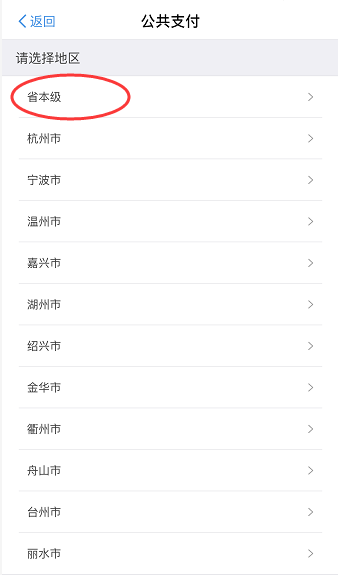 返回
公共支付
请选择地区
省本级
杭州市
宁波市
温州市
嘉兴市
湖州市
绍兴市
金华市
衢州市
舟山市
台州市
丽水市